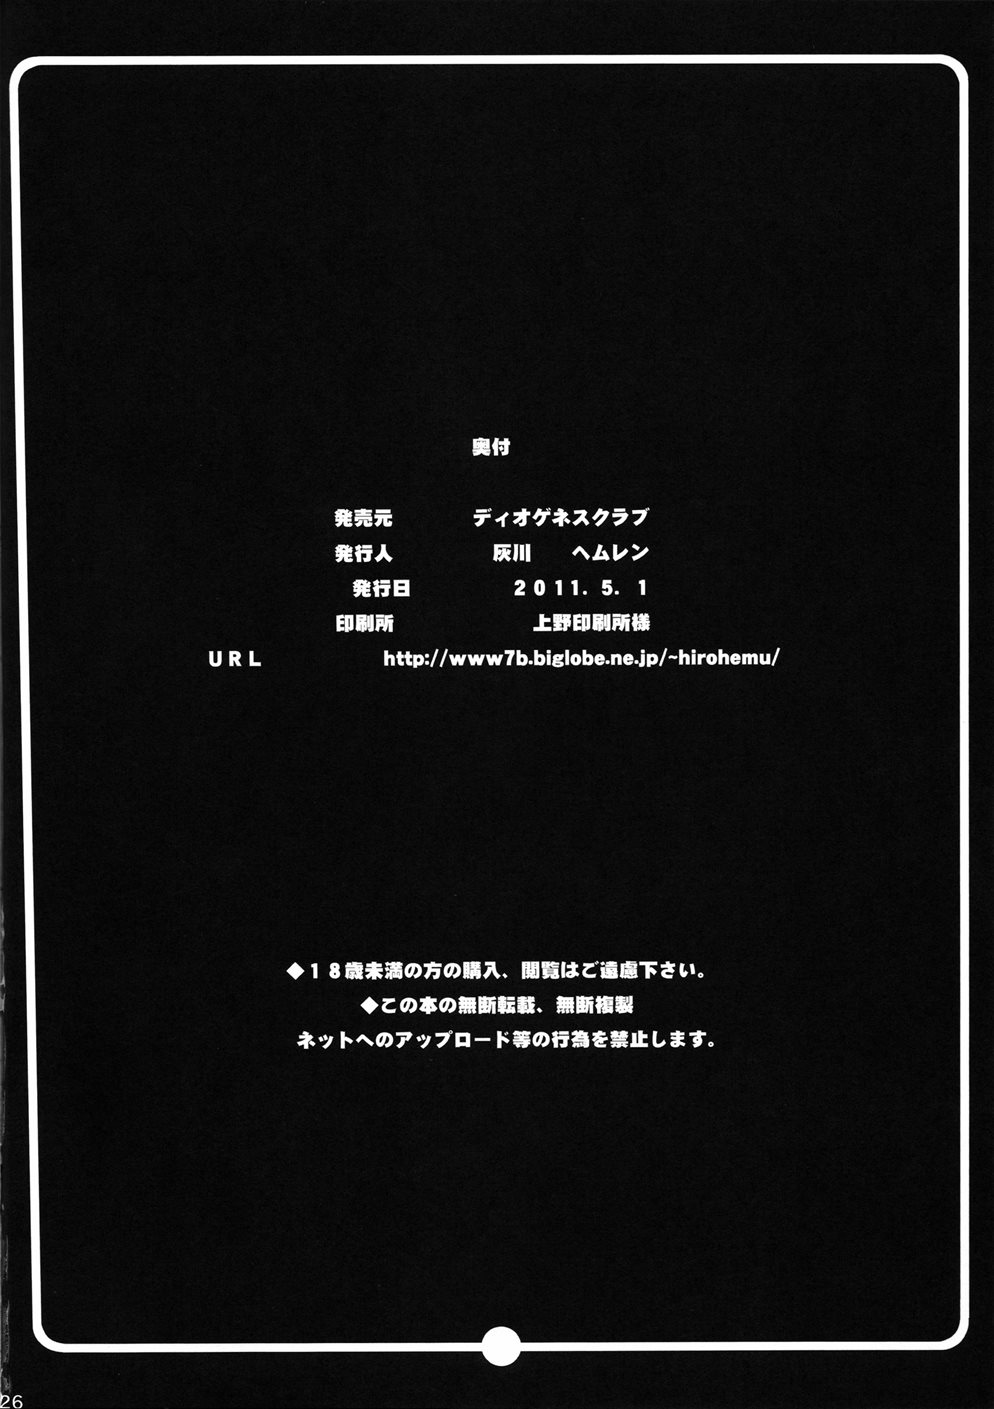 奥付
発売元 ディオゲネスクラブ
発行人 灰川 ヘムレン
発行日 2011. 5. 1
印刷所 上野印刷所様
URL http://www7b.biglobe.ne.jp/~hirohemu/
◆18歳未満の方の購入、閲覧はご遠慮下さい。
◆この本の無断転載、無断複製
ネットへのアップロード等の行為を禁止します。
26